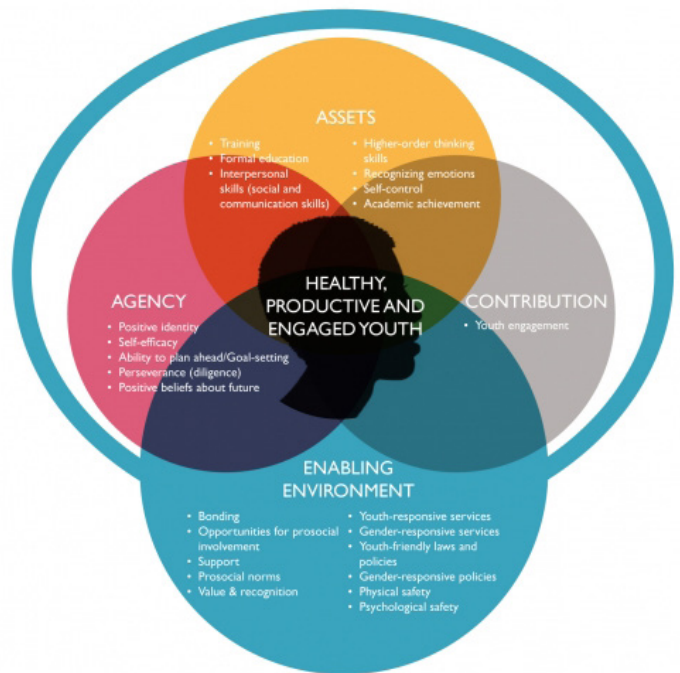 ASSETS
• Training
• Formal education
• Interpersonal
skills (social and
communication skills)
• Higher-order thinking
skills
• Recognizing emotions
• Self-control
• Academic achievement
HEALTHY,
PRODUCTIVE AND
ENGAGED YOUTH
AGENCY
• Positive identity
• Self-efficacy
• Ability to plan ahead/Goal-setting
• Perseverance (diligence)
• Positive beliefs about future
CONTRIBUTION
• Youth engagement
ENABLING
ENVIRONMENT
• Bonding
• Opportunities for prosocial
involvement
• Support
• Prosocial norms
• Value & recognition
• Youth-responsive services
• Gender-responsive services
• Youth-friendly laws and
policies
• Gender-responsive policies
• Physical safety
• Psychological safety